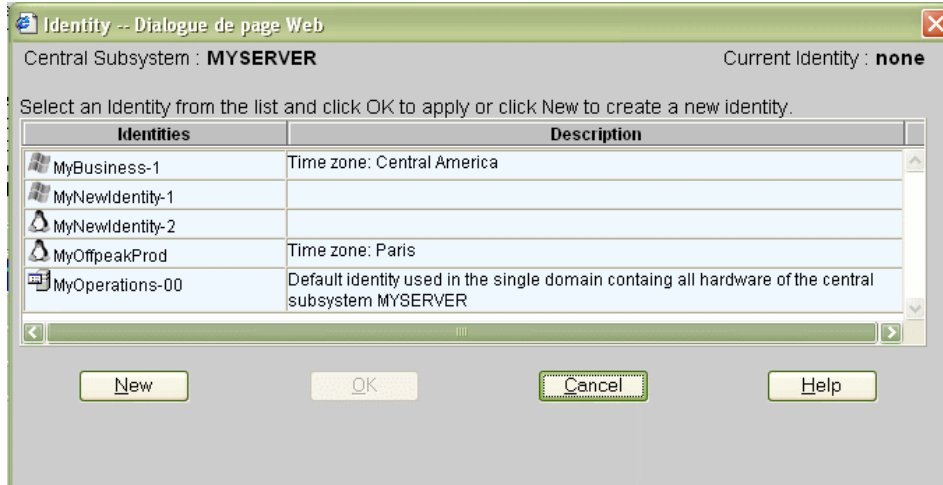 Identity -- Dialogue de page Web
Central Subsystem : MYSERVER Current Identity : none
Select an Identity from the list and click OK to apply or click New to create a new identity.
Identities Description
MyBusiness-1 Time zone: Central America
MyNewIdentity-1
MyNewIdentity-2
MyOffpeakProd Time zone: Paris
MyOperations-00 Default identity used in the single domain containg all hardware of the central
subsystem MYSERVER
New OK Cancel Help